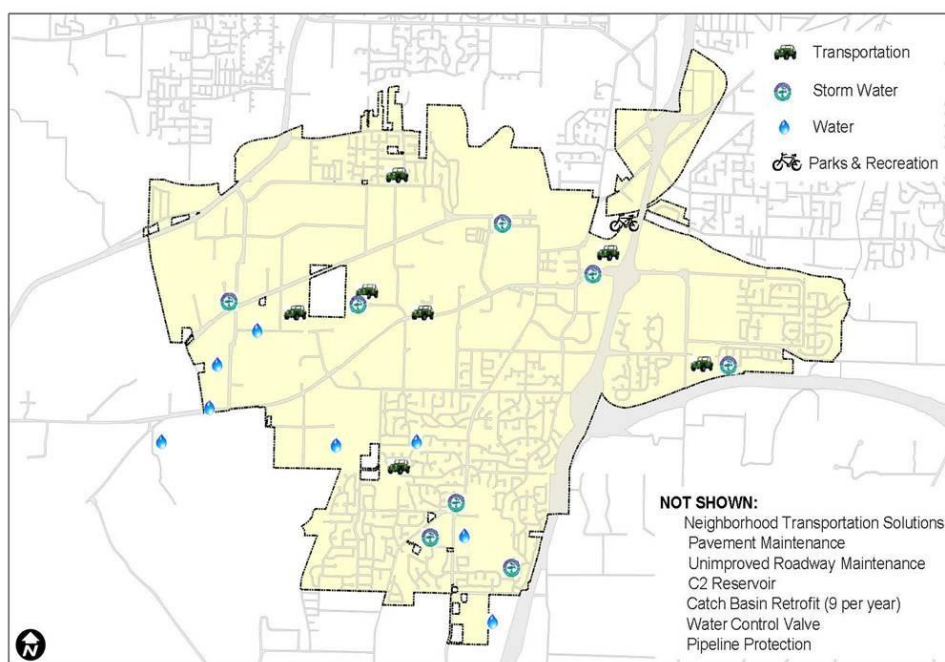 Transportation
Storm Water
Water
Parks & Recreation
NOT SHOWN:
Neighborhood Transportation Solutions
Pavement Maintenance
Unimproved Roadway Maintenance
C2 Reservoir
Catch Basin Retrofit (9 per year)
Water Control Valve
Pipeline Protection
N